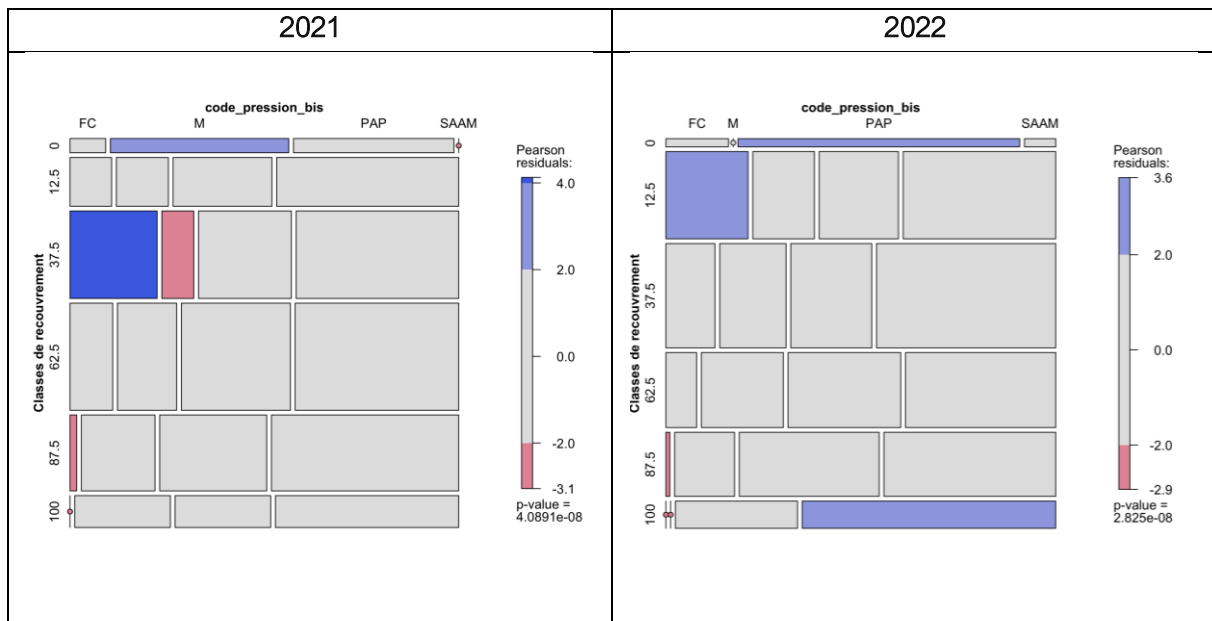 2021
2022
code_pression_bis
FC M PAP SAAM
Classes de recouvrement
0
12.5
37.5
62.5
87.5
100
Pearson
residuals:
4.0
2.0
0.0
-2.0
-3.1
p-value =
4.0891e-08
code_pression_bis
FC M PAP SAAM
Classes de recouvrement
0
12.5
37.5
62.5
87.5
100
Pearson
residuals:
3.6
2.0
0.0
-2.0
-2.9
p-value =
2.825e-08